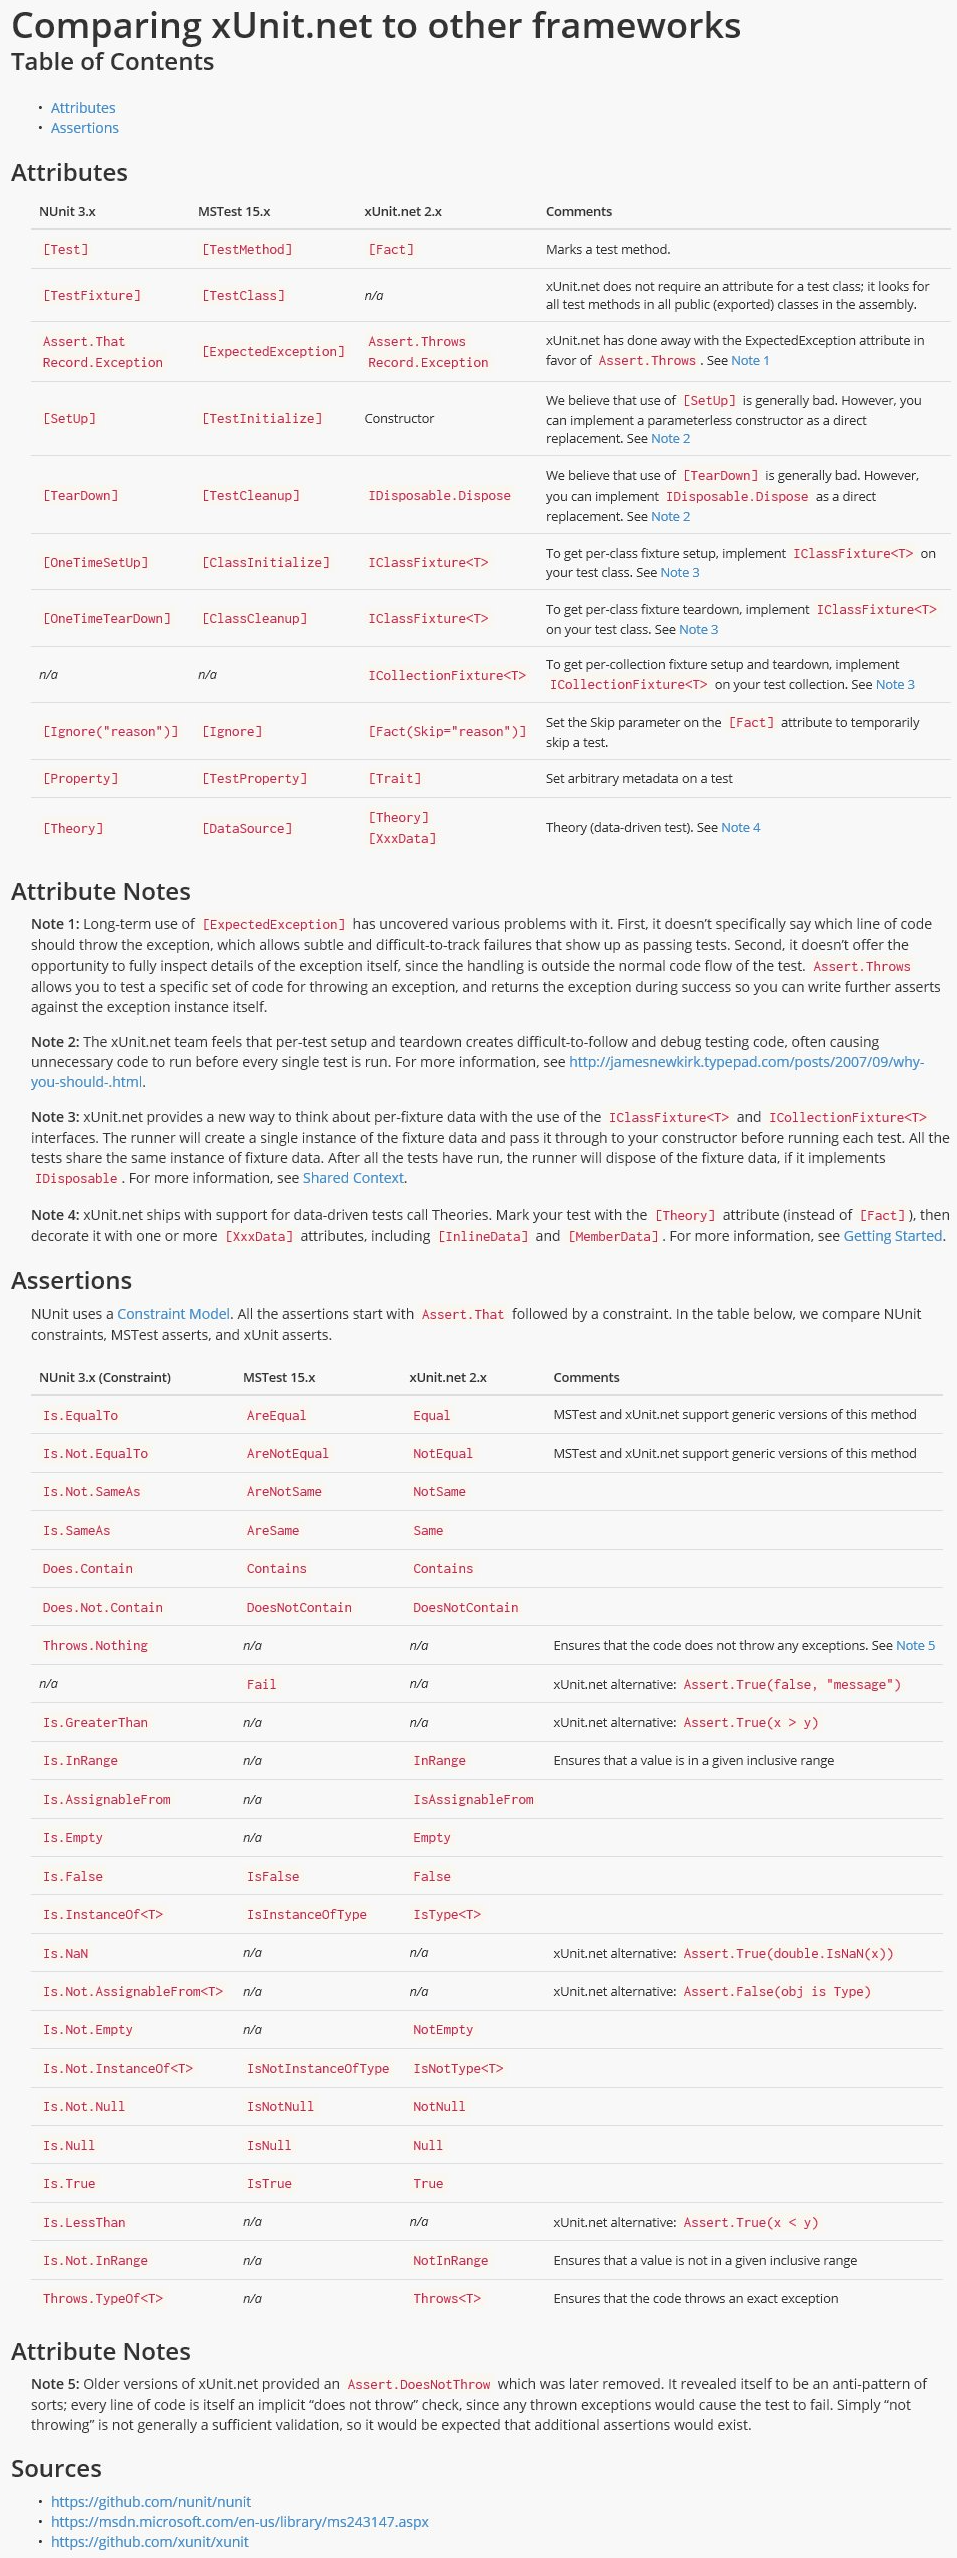 Comparing xUnit.net to other frameworks
Table of Contents
• Attributes
• Assertions
Attributes
NUnit 3.x MSTest 15.x xUnit.net 2.x Comments
[Test] [TestMethod] [Fact] Marks a test method.
[TestFixture] [TestClass] n/a xUnit.net does not require an attribute for a test class; it looks for
all test methods in all public (exported) classes in the assembly.
Assert.That
Record.Exception [ExpectedException] Assert.Throws
Record.Exception xUnit.net has done away with the ExpectedException attribute in
favor of Assert.Throws . See Note 1
[SetUp] [TestInitialize] Constructor We believe that use of [SetUp] is generally bad. However, you
can implement a parameterless constructor as a direct
replacement. See Note 2
[TearDown] [TestCleanup] IDisposable.Dispose We believe that use of [TearDown] is generally bad. However,
you can implement IDisposable.Dispose as a direct
replacement. See Note 2
[OneTimeSetUp] [ClassInitialize] IClassFixture<T> To get per-class fixture setup, implement IClassFixture<T> on
your test class. See Note 3
[OneTimeTearDown] [ClassCleanup] IClassFixture<T> To get per-class fixture teardown, implement IClassFixture<T>
on your test class. See Note 3
n/a n/a ICollectionFixture<T> To get per-collection fixture setup and teardown, implement
ICollectionFixture<T> on your test collection. See Note 3
[Ignore("reason")] [Ignore] [Fact(Skip="reason")] Set the Skip parameter on the [Fact] attribute to temporarily
skip a test.
[Property] [TestProperty] [Trait] Set arbitrary metadata on a test
[Theory] [DataSource] [Theory]
[XxxData] Theory (data-driven test). See Note 4
Attribute Notes
Note 1: Long-term use of [ExpectedException] has uncovered various problems with it. First, it doesn’t specifically say which line of code
should throw the exception, which allows subtle and difficult-to-track failures that show up as passing tests. Second, it doesn’t offer the
opportunity to fully inspect details of the exception itself, since the handling is outside the normal code flow of the test. Assert.Throws
allows you to test a specific set of code for throwing an exception, and returns the exception during success so you can write further asserts
against the exception instance itself.
Note 2: The xUnit.net team feels that per-test setup and teardown creates difficult-to-follow and debug testing code, often causing
unnecessary code to run before every single test is run. For more information, see http://jamesnewkirk.typepad.com/posts/2007/09/why-
you-should-.html.
Note 3: xUnit.net provides a new way to think about per-fixture data with the use of the IClassFixture<T> and ICollectionFixture<T>
interfaces. The runner will create a single instance of the fixture data and pass it through to your constructor before running each test. All the
tests share the same instance of fixture data. After all the tests have run, the runner will dispose of the fixture data, if it implements
IDisposable . For more information, see Shared Context.
Note 4: xUnit.net ships with support for data-driven tests call Theories. Mark your test with the [Theory] attribute (instead of [Fact] ), then
decorate it with one or more [XxxData] attributes, including [InlineData] and [MemberData] . For more information, see Getting Started.
Assertions
NUnit uses a Constraint Model. All the assertions start with Assert.That followed by a constraint. In the table below, we compare NUnit
constraints, MSTest asserts, and xUnit asserts.
NUnit 3.x (Constraint) MSTest 15.x xUnit.net 2.x Comments
Is.EqualTo AreEqual Equal MSTest and xUnit.net support generic versions of this method
Is.Not.EqualTo AreNotEqual NotEqual MSTest and xUnit.net support generic versions of this method
Is.Not.SameAs AreNotSame NotSame
Is.SameAs AreSame Same
Does.Contain Contains Contains
Does.Not.Contain DoesNotContain DoesNotContain
Throws.Nothing n/a n/a Ensures that the code does not throw any exceptions. See Note 5
n/a Fail n/a xUnit.net alternative: Assert.True(false, "message")
Is.GreaterThan n/a n/a xUnit.net alternative: Assert.True(x > y)
Is.InRange n/a InRange Ensures that a value is in a given inclusive range
Is.AssignableFrom n/a IsAssignableFrom
Is.Empty n/a Empty
Is.False IsFalse False
Is.InstanceOf<T> IsInstanceOfType IsType<T>
Is.NaN n/a n/a xUnit.net alternative: Assert.True(double.IsNaN(x))
Is.Not.AssignableFrom<T> n/a n/a xUnit.net alternative: Assert.False(obj is Type)
Is.Not.Empty n/a NotEmpty
Is.Not.InstanceOf<T> IsNotInstanceOfType IsNotType<T>
Is.Not.Null IsNotNull NotNull
Is.Null IsNull Null
Is.True IsTrue True
Is.LessThan n/a n/a xUnit.net alternative: Assert.True(x < y)
Is.Not.InRange n/a NotInRange Ensures that a value is not in a given inclusive range
Throws.TypeOf<T> n/a Throws<T> Ensures that the code throws an exact exception
Attribute Notes
Note 5: Older versions of xUnit.net provided an Assert.DoesNotThrow which was later removed. It revealed itself to be an anti-pattern of
sorts; every line of code is itself an implicit “does not throw” check, since any thrown exceptions would cause the test to fail. Simply “not
throwing” is not generally a sufficient validation, so it would be expected that additional assertions would exist.
Sources
• https://github.com/nunit/nunit
• https://msdn.microsoft.com/en-us/library/ms243147.aspx
• https://github.com/xunit/xunit